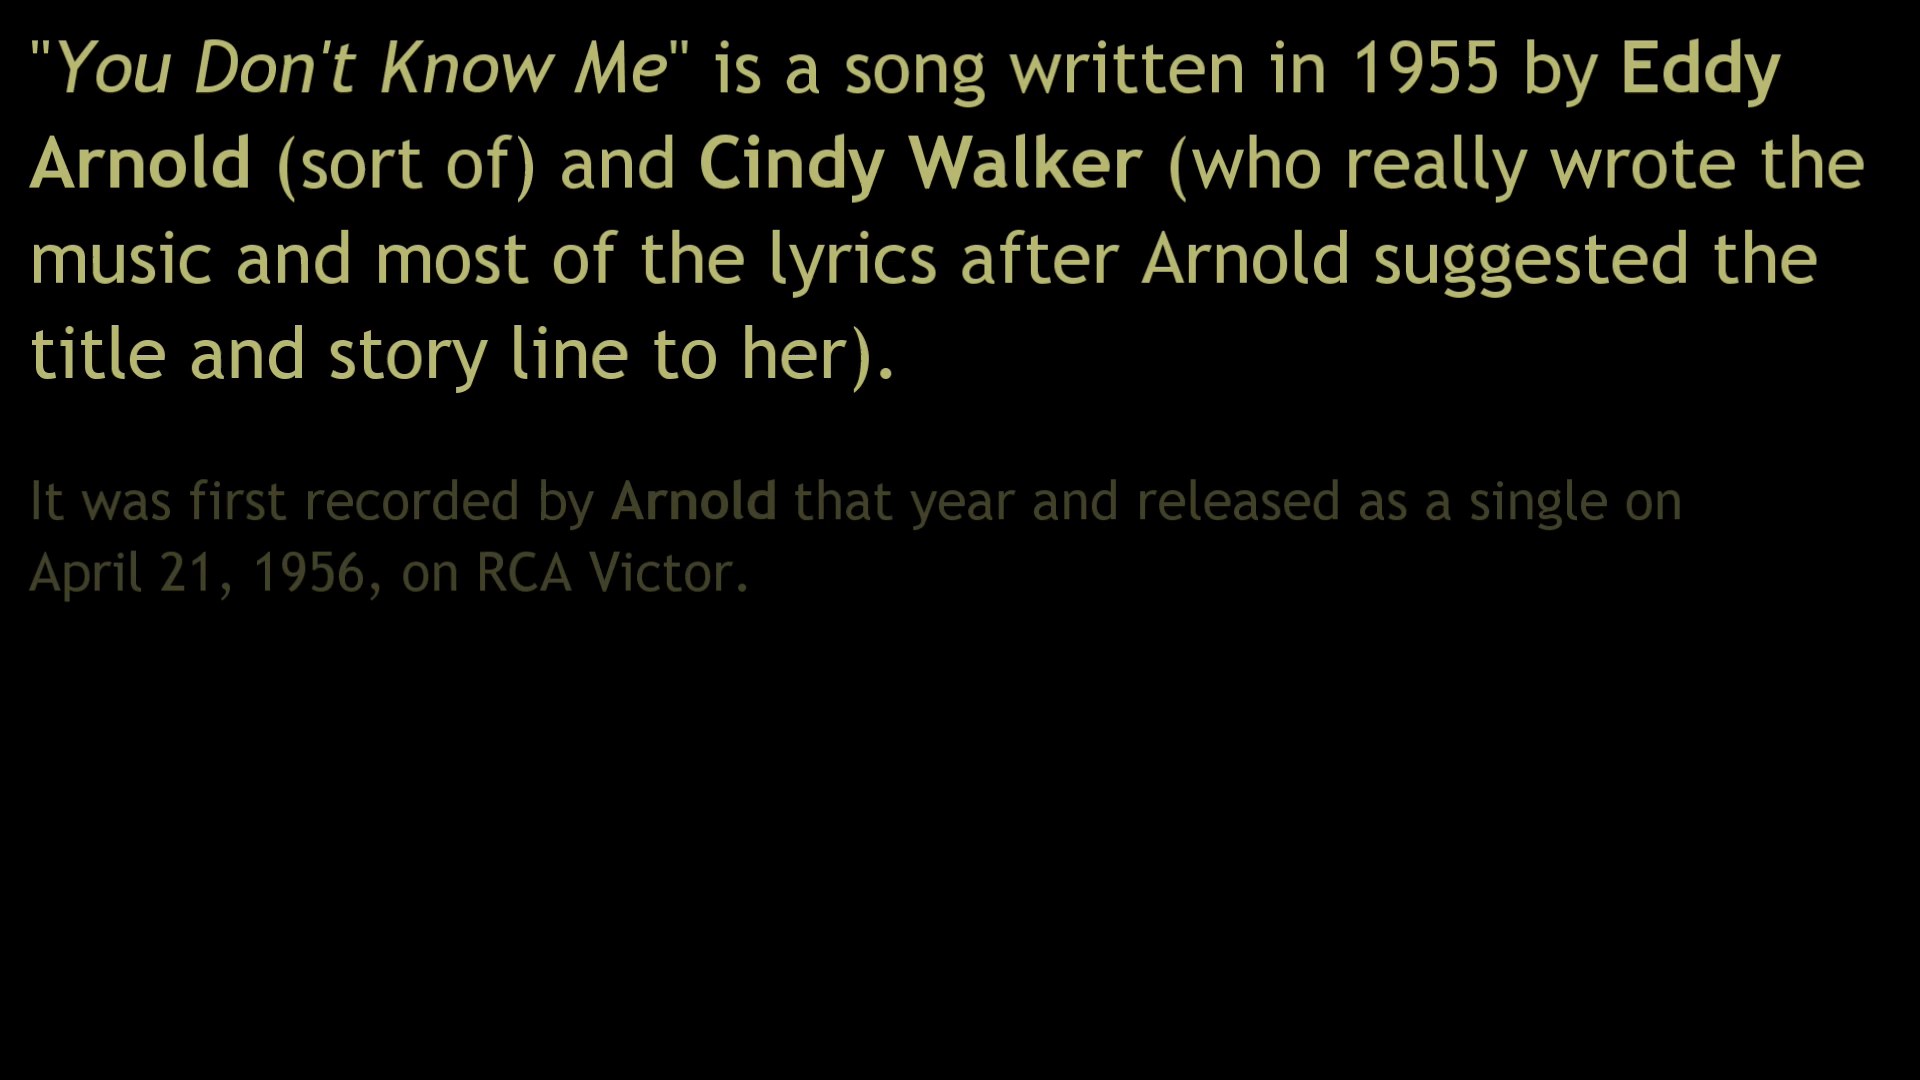 "You Don't Know Me" is a song written in 1955 by Eddy
Arnold (sort of) and Cindy Walker (who really wrote the
music and most of the lyrics after Arnold suggested the
title and story line to her).
It was first recorded by Arnold that year and released as a single on
April 21, 1956, on RCA Victor.